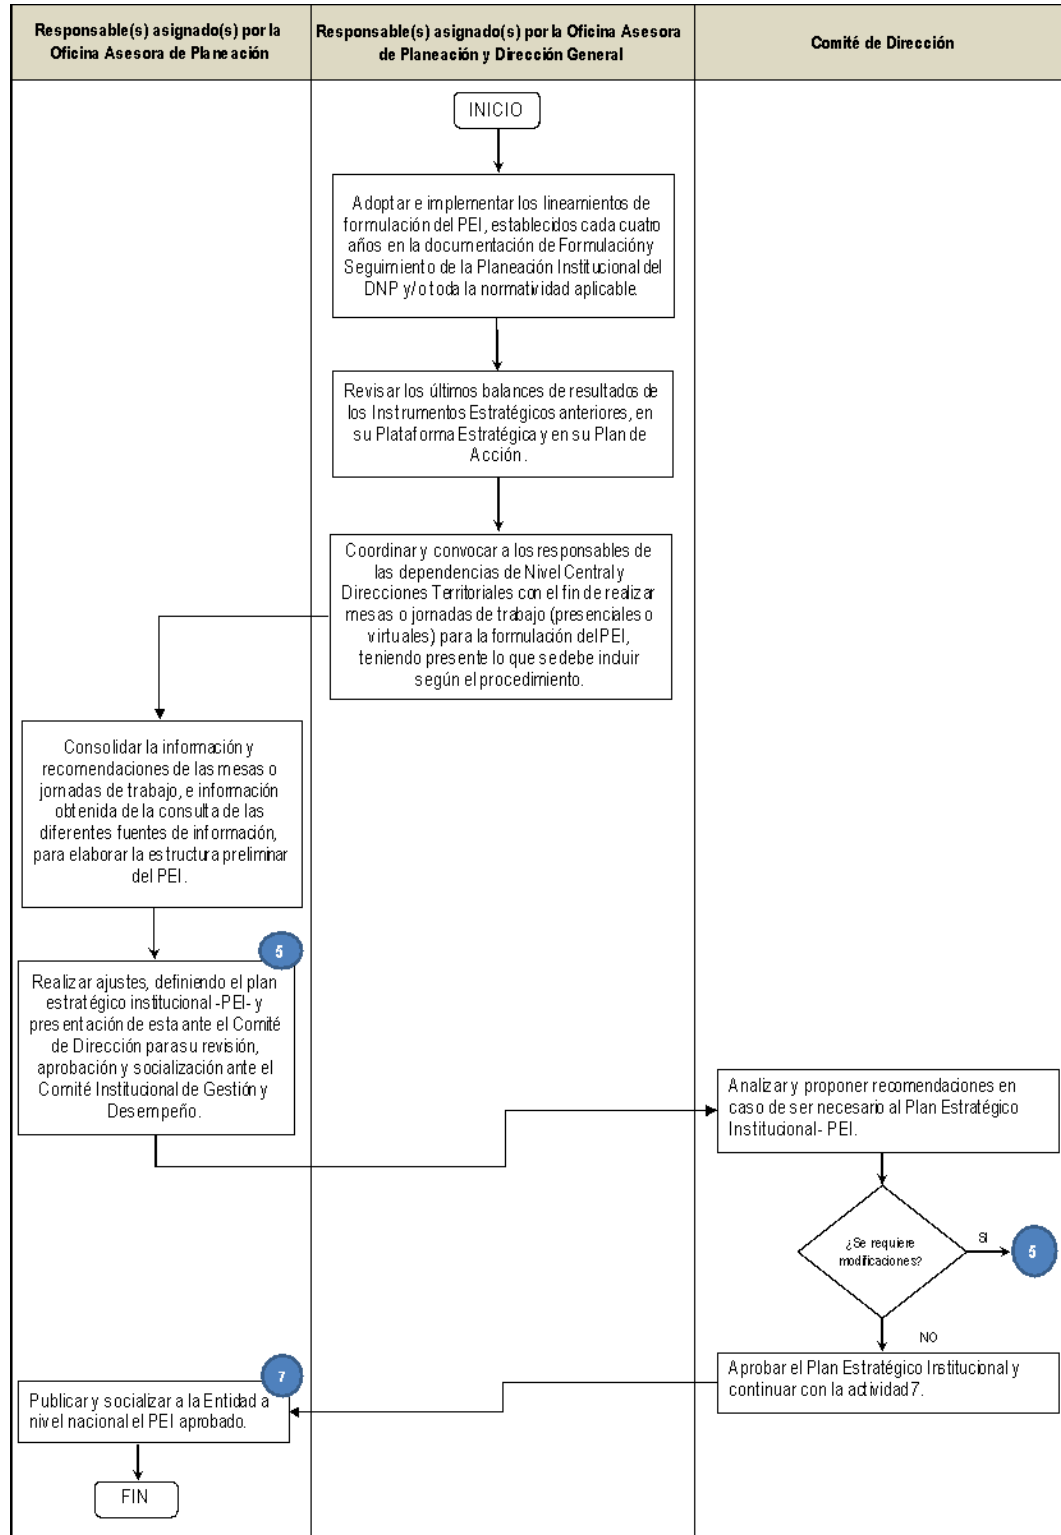 Responsable(s) asignado(s) por la
Oficina Asesora de Planeación
Responsable(s) asignado(s) por la Oficina Asesora
de Planeación y Dirección General
Comité de Dirección
INICIO
Adoptar e implementar los lineamientos de
formulación del PEI, establecidos cada cuatro
años en la documentación de Formulación y
Seguimiento de la Planeación Institucional del
DNP y/o toda la normatividad aplicable.
Revisar los últimos balances de resultados de
los Instrumentos Estratégicos anteriores, en
su Plataforma Estratégica y en su Plan de
Acción.
Coordinar y convocar a los responsables de
las dependencias de Nivel Central y
Direcciones Territoriales con el fin de realizar
mesas o jornadas de trabajo (presenciales o
virtuales) para la formulación del PEI,
teniendo presente lo que se debe incluir
según el procedimiento.
Consolidar la información y
recomendaciones de las mesas o
jornadas de trabajo, e información
obtenida de la consulta de las
diferentes fuentes de información,
para elaborar la estructura preliminar
del PEI.
5
Realizar ajustes, definiendo el plan
estratégico institucional -PEI- y
presentación de esta ante el Comité
de Dirección para su revisión,
aprobación y socialización ante el
Comité Institucional de Gestión y
Desempeño.
Analizar y proponer recomendaciones en
caso de ser necesario al Plan Estratégico
Institucional- PEI.
¿Se requiere
modificaciones?
SI
5
NO
Aprobar el Plan Estratégico Institucional y
continuar con la actividad 7.
7
Publicar y socializar a la Entidad a
nivel nacional el PEI aprobado.
FIN